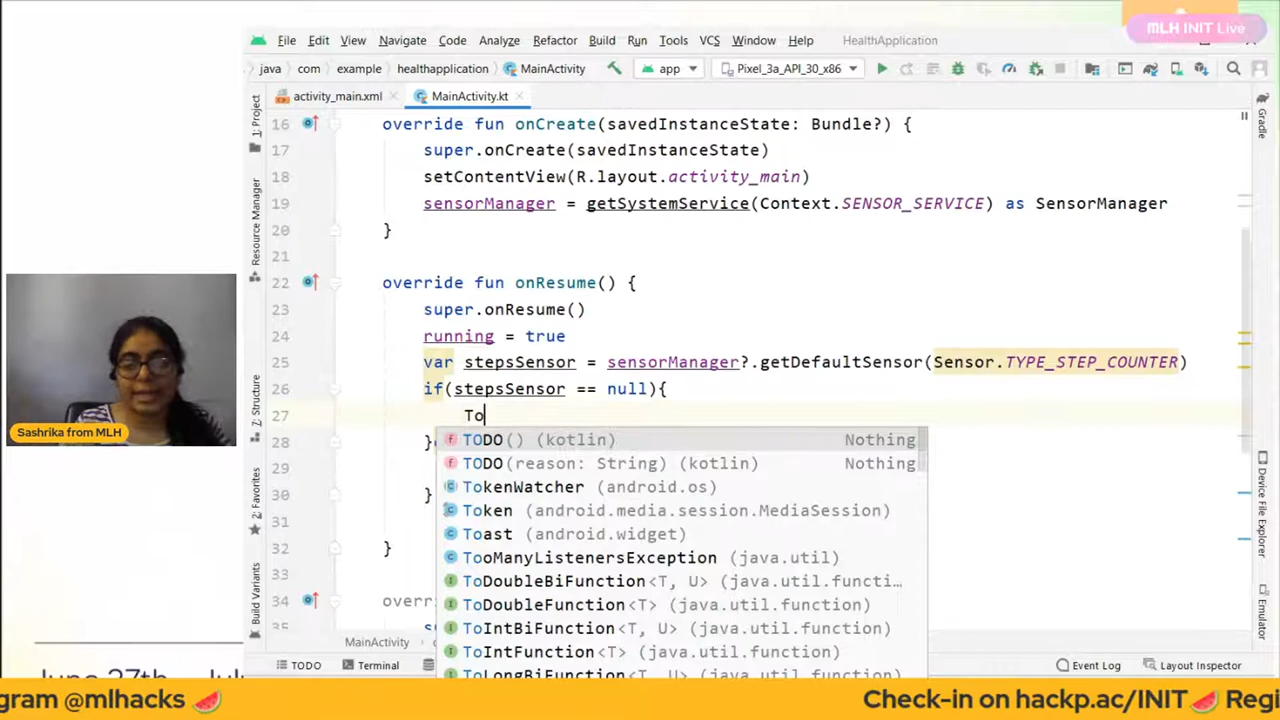 MLH INIT Live
File Edit View Navigate Code Analyze Refactor Build Run Tools VCS Window Help HealthApplication
java com example healthapplication MainActivity app Pixel_3a_API_30_x86
activity_main.xml MainActivity.kt
1: Project
Resource Manager
7: Structure
2: Favorites
Build Variants
Gradle
Device File Explorer
Emulator
16 override fun onCreate(savedInstanceState: Bundle?) {
17 super.onCreate(savedInstanceState)
18 setContentView(R.layout.activity_main)
19 sensorManager = getSystemService(Context.SENSOR_SERVICE) as SensorManager
20 }
21
22 override fun onResume() {
23 super.onResume()
24 running = true
25 var stepsSensor = sensorManager?.getDefaultSensor(Sensor.TYPE_STEP_COUNTER)
26 if(stepsSensor == null){
27 To
28 }
29
30 }
31
32 }
33
34 overr
TODO() (kotlin) Nothing
TODO(reason: String) (kotlin) Nothing
TokenWatcher (android.os)
Token (android.media.session.MediaSession)
Toast (android.widget)
TooManyListenersException (java.util)
ToDoubleBiFunction<T, U> (java.util.functi...
ToDoubleFunction<T> (java.util.function)
ToIntBiFunction<T, U> (java.util.function)
ToIntFunction<T> (java.util.function)
ToLongBiFunction<T, U> (java.util.function)
MainActivity
TODO Terminal Event Log Layout Inspector
Sashrika from MLH
gram @mlhacks 🍉 Check-in on hackp.ac/INIT🍉 Regi